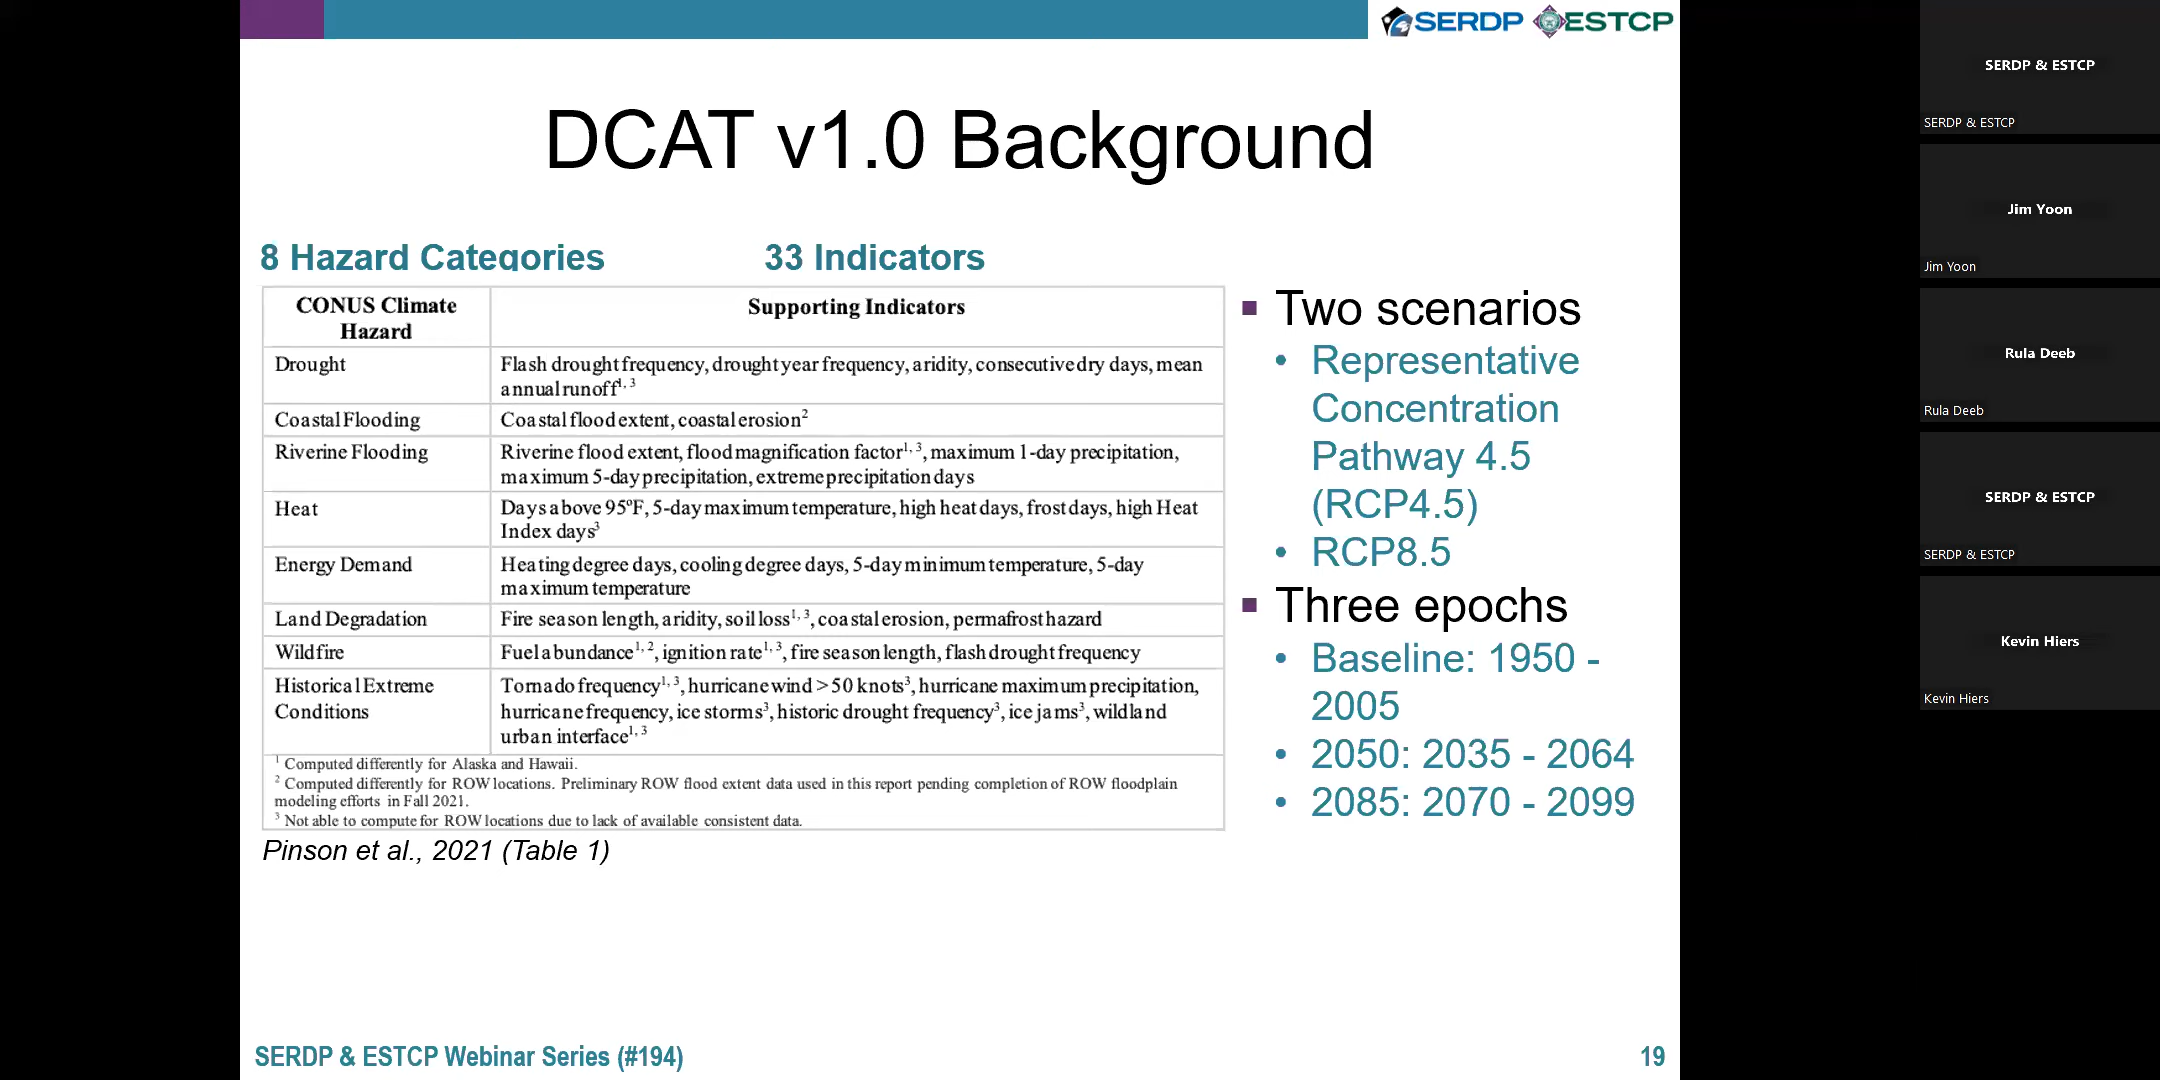 SERDP ESTCP
DCAT v1.0 Background
8 Hazard Categories
33 Indicators
CONUS Climate
Hazard
Supporting Indicators
Drought
Flash drought frequency, drought year frequency, aridity, consecutive dry days, mean
annual runoff1, 3
Coastal Flooding
Coastal flood extent, coastal erosion2
Riverine Flooding
Riverine flood extent, flood magnification factor1, 3, maximum 1-day precipitation,
maximum 5-day precipitation, extreme precipitation days
Heat
Days above 95ºF, 5-day maximum temperature, high heat days, frost days, high Heat
Index days3
Energy Demand
Heating degree days, cooling degree days, 5-day minimum temperature, 5-day
maximum temperature
Land Degradation
Fire season length, aridity, soil loss1, 3, coastal erosion, permafrost hazard
Wildfire
Fuel abundance1, 2, ignition rate1, 3, fire season length, flash drought frequency
Historical Extreme
Conditions
Tornado frequency1, 3, hurricane wind > 50 knots3, hurricane maximum precipitation,
hurricane frequency, ice storms3, historic drought frequency3, ice jams3, wildland
urban interface1, 3
1 Computed differently for Alaska and Hawaii.
2 Computed differently for ROW locations. Preliminary ROW flood extent data used in this report pending completion of ROW floodplain
modeling efforts in Fall 2021.
3 Not able to compute for ROW locations due to lack of available consistent data.
Pinson et al., 2021 (Table 1)
▪ Two scenarios
• Representative
Concentration
Pathway 4.5
(RCP4.5)
• RCP8.5
▪ Three epochs
• Baseline: 1950 -
2005
• 2050: 2035 - 2064
• 2085: 2070 - 2099
SERDP & ESTCP Webinar Series (#194)
19
SERDP & ESTCP
SERDP & ESTCP
Jim Yoon
Jim Yoon
Rula Deeb
Rula Deeb
SERDP & ESTCP
SERDP & ESTCP
Kevin Hiers
Kevin Hiers